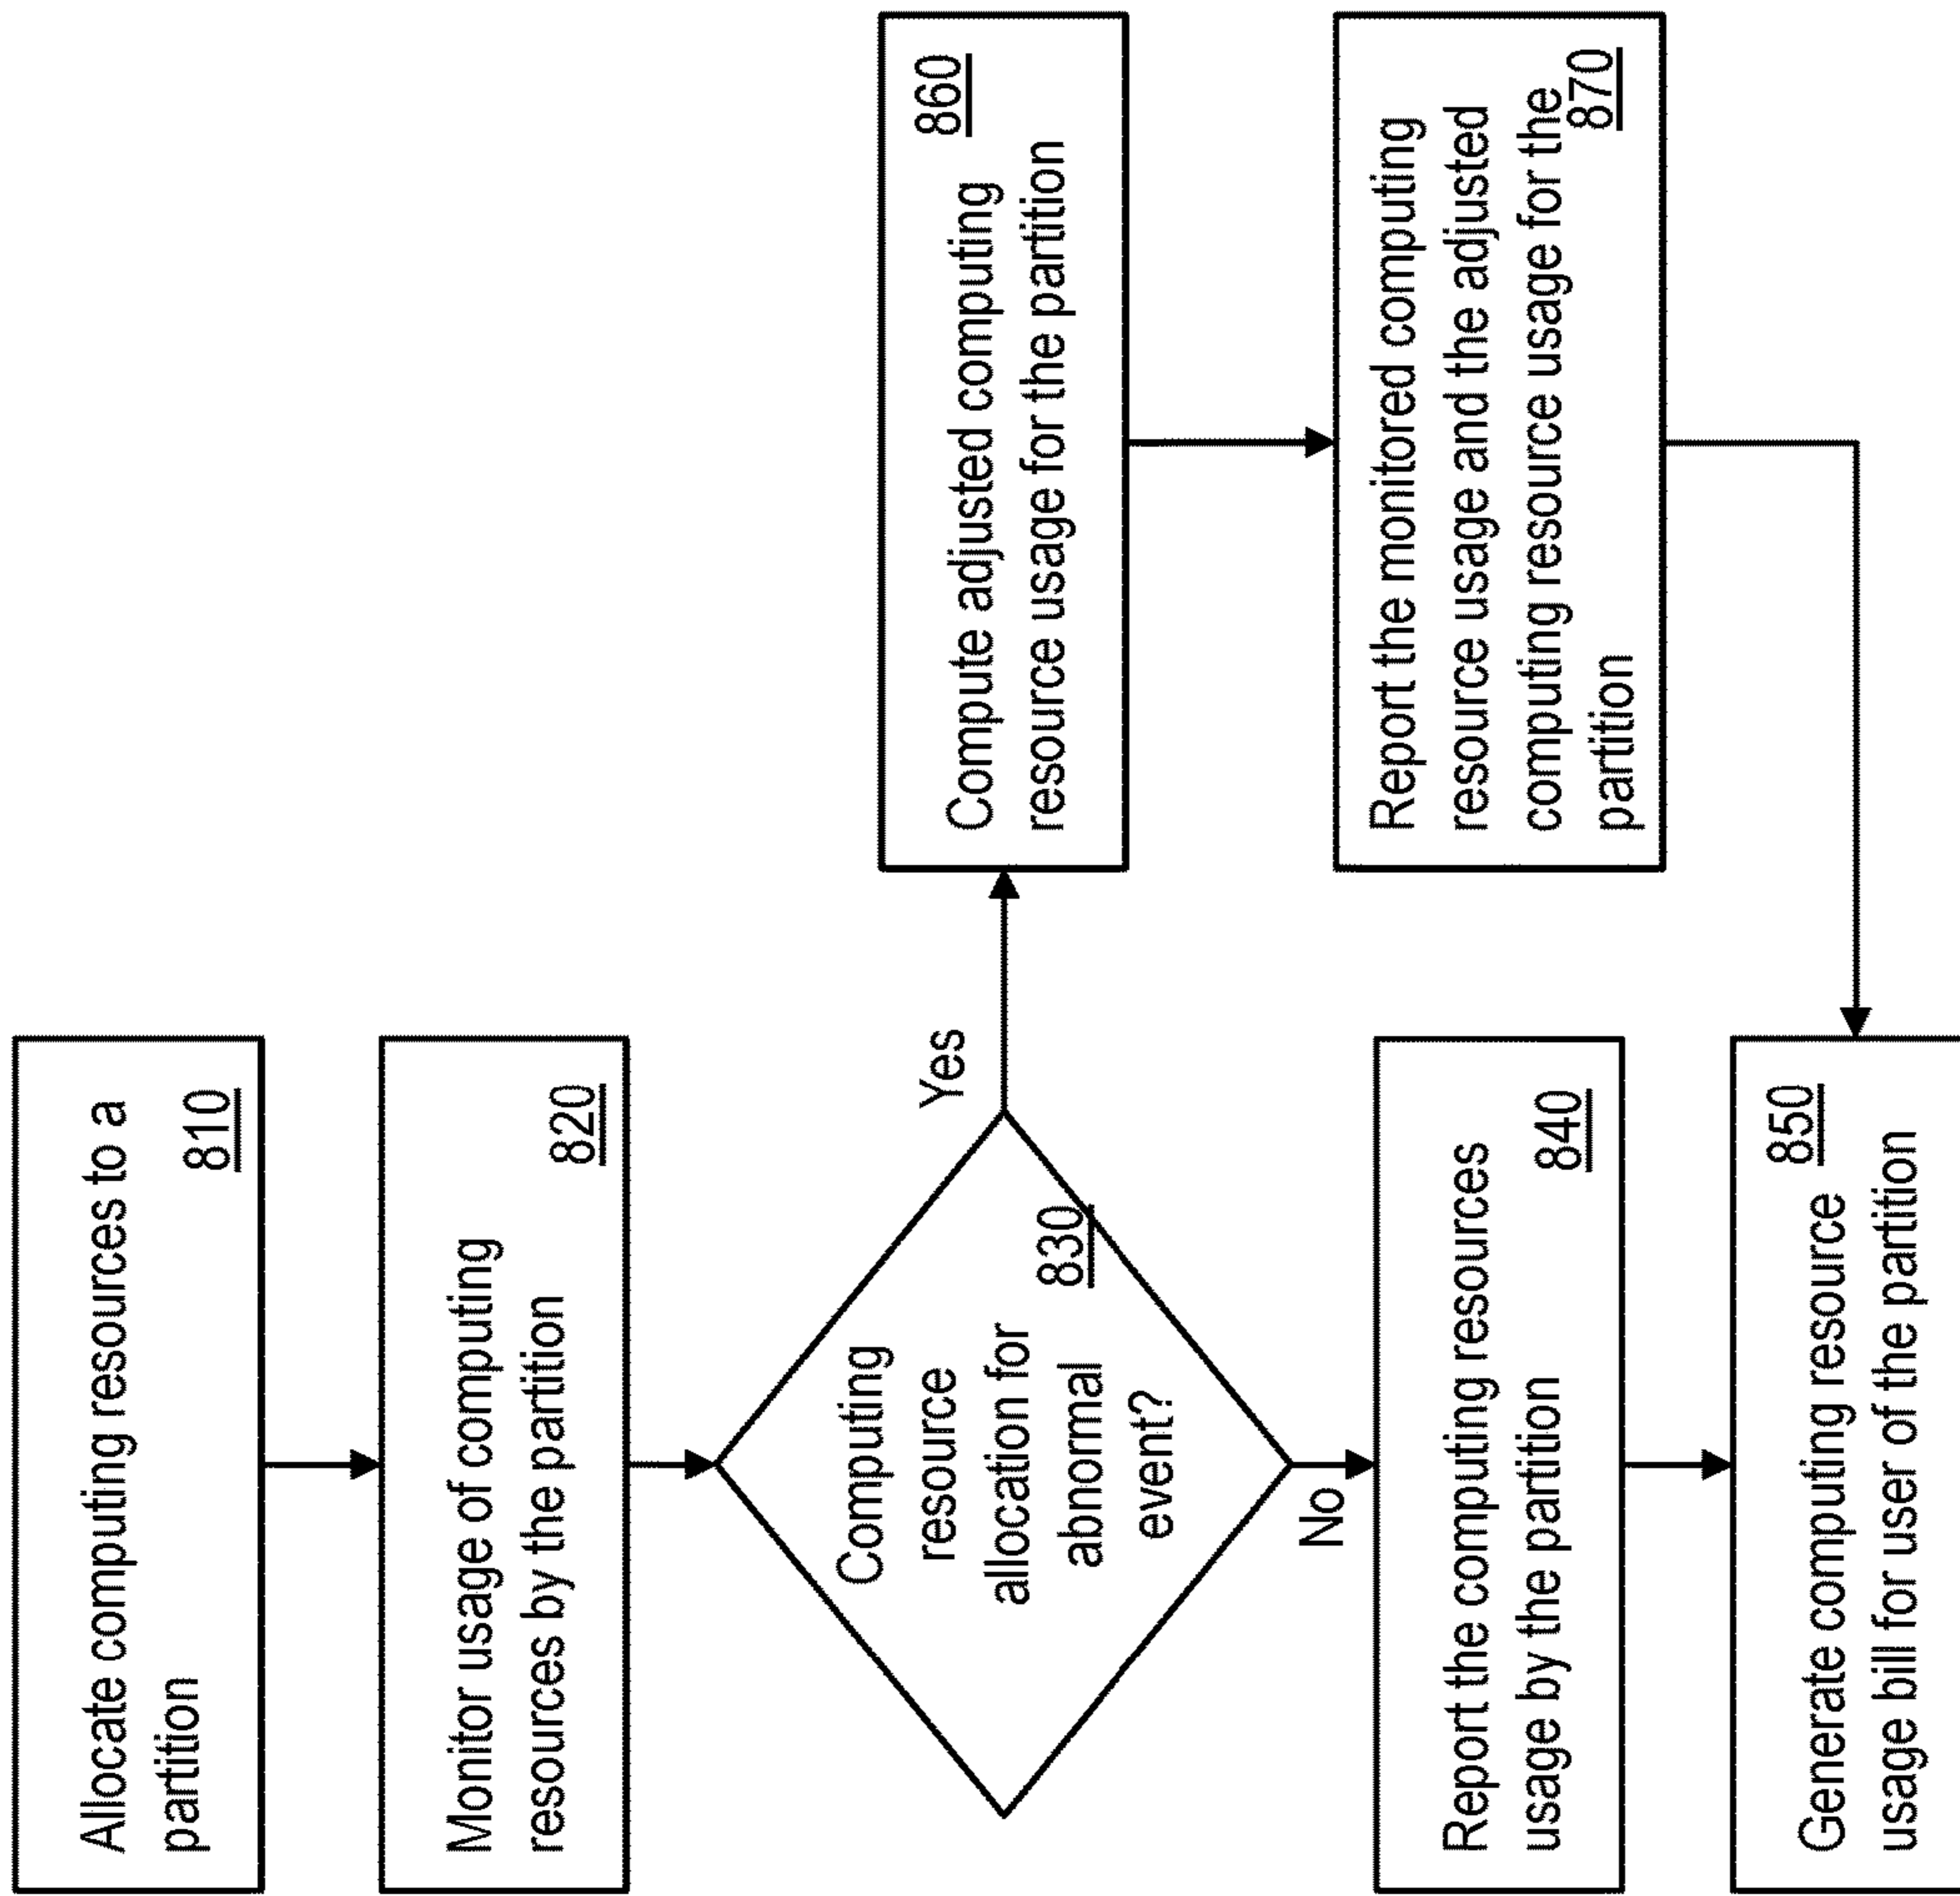 Allocate computing resources to a
partition
810
Monitor usage of computing
resources by the partition
820
Computing
resource
allocation for
abnormal
event?
830
Yes
No
Report the computing resources
usage by the partition
840
850
Generate computing resource
usage bill for user of the partition
860
Compute adjusted computing
resource usage for the partition
Report the monitored computing
resource usage and the adjusted
computing resource usage for the
partition
870